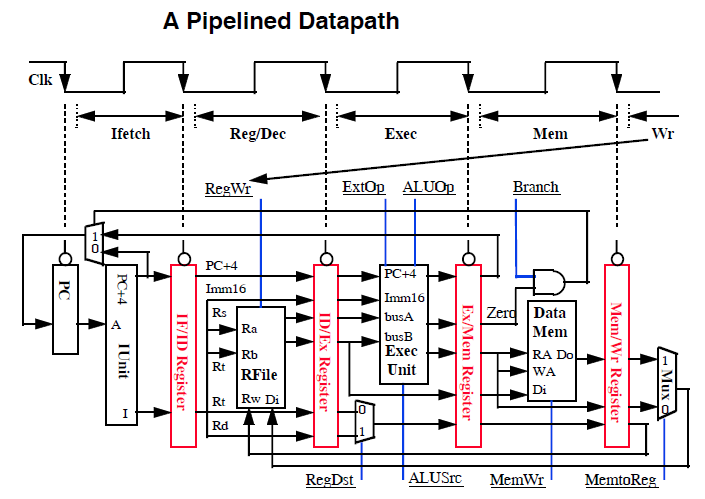 A Pipelined Datapath
Clk
Ifetch
Reg/Dec
Exec
Mem
Wr
RegWr
ExtOp
ALUOp
Branch
1
0
PC
PC+4
A
IUnit
I
IF/ID Register
PC+4
Imm16
Rs
Ra
Rb
Rt
RFile
Rt
Rw Di
Rd
ID/Ex Register
0
1
PC+4
Imm16
busA
busB
Exec
Unit
Ex/Mem Register
Zero
Data
Mem
RA Do
WA
Di
Mem/Wr Register
1
Mux
0
RegDst
ALUSrc
MemWr
MemtoReg